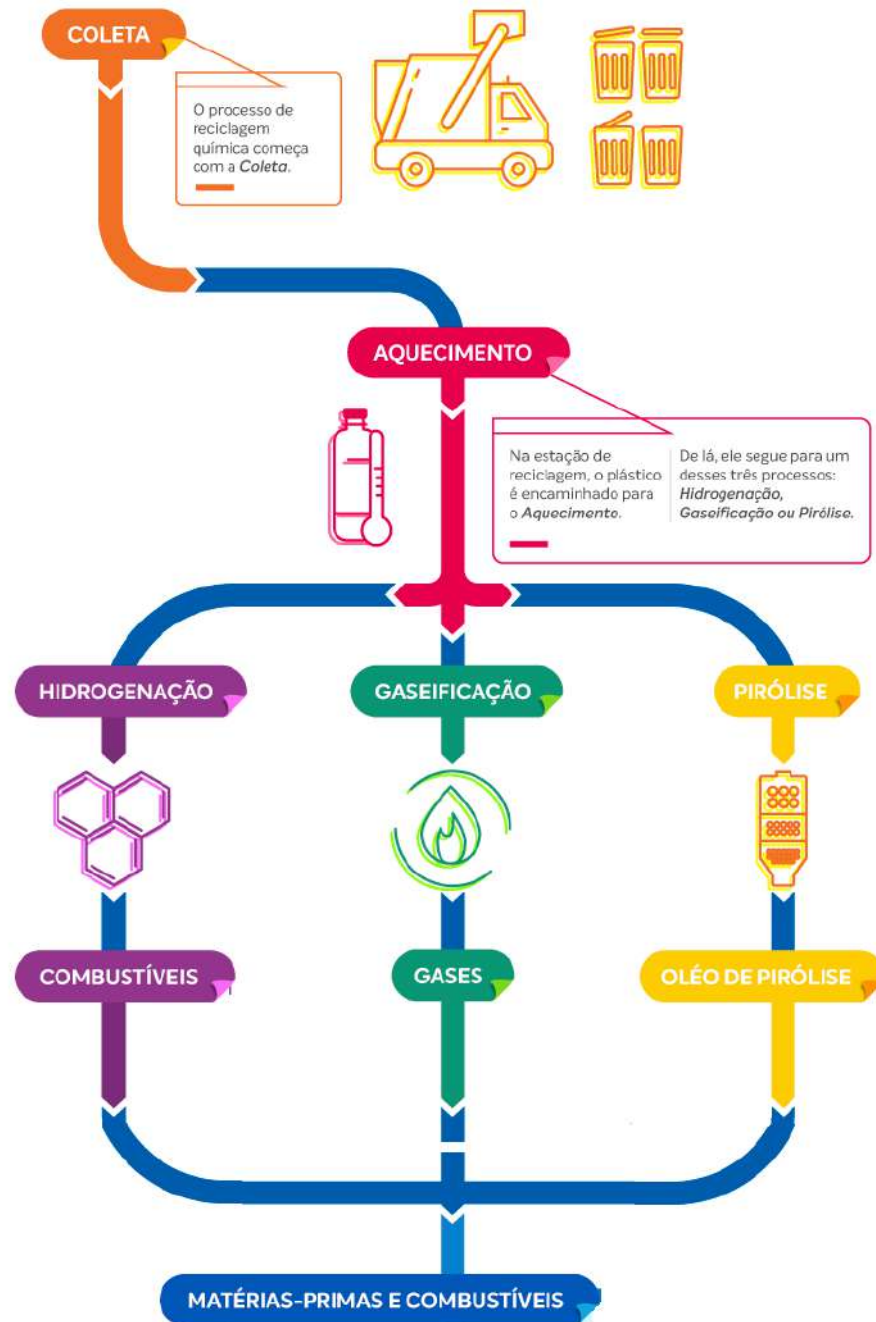 COLETA
O processo de
reciclagem
química começa
com a Coleta.
AQUECIMENTO
Na estação de
reciclagem, o plástico
é encaminhado para
o Aquecimento.
De lá, ele segue para um
desses três processos:
Hidrogenação,
Gaseificação ou Pirólise.
HIDROGENAÇÃO
GASEIFICAÇÃO
PIRÓLISE
COMBUSTÍVEIS
GASES
OLÉO DE PIRÓLISE
MATÉRIAS-PRIMAS E COMBUSTÍVEIS